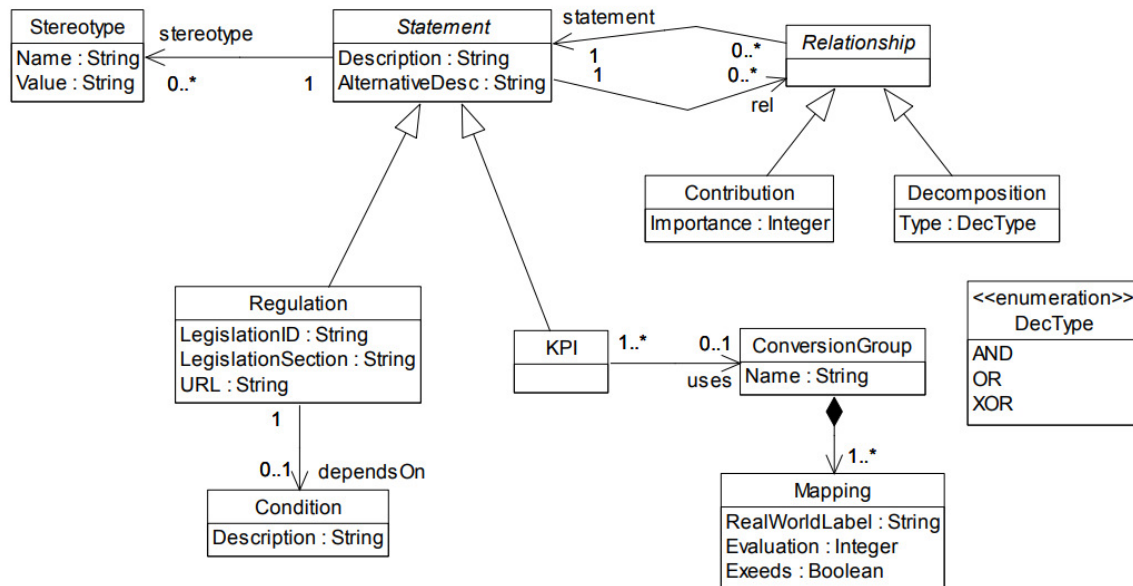 Stereotype
Name : String
Value : String
stereotype
0..*
1
Statement
Description : String
AlternativeDesc : String
statement
1
1
0..*
0..*
rel
Relationship
Contribution
Importance : Integer
Decomposition
Type : DecType
Regulation
LegislationID : String
LegislationSection : String
URL : String
1
0..1
dependsOn
Condition
Description : String
KPI
1..*
0..1
uses
ConversionGroup
Name : String
1..*
Mapping
RealWorldLabel : String
Evaluation : Integer
Exeeds : Boolean
<<enumeration>>
DecType
AND
OR
XOR